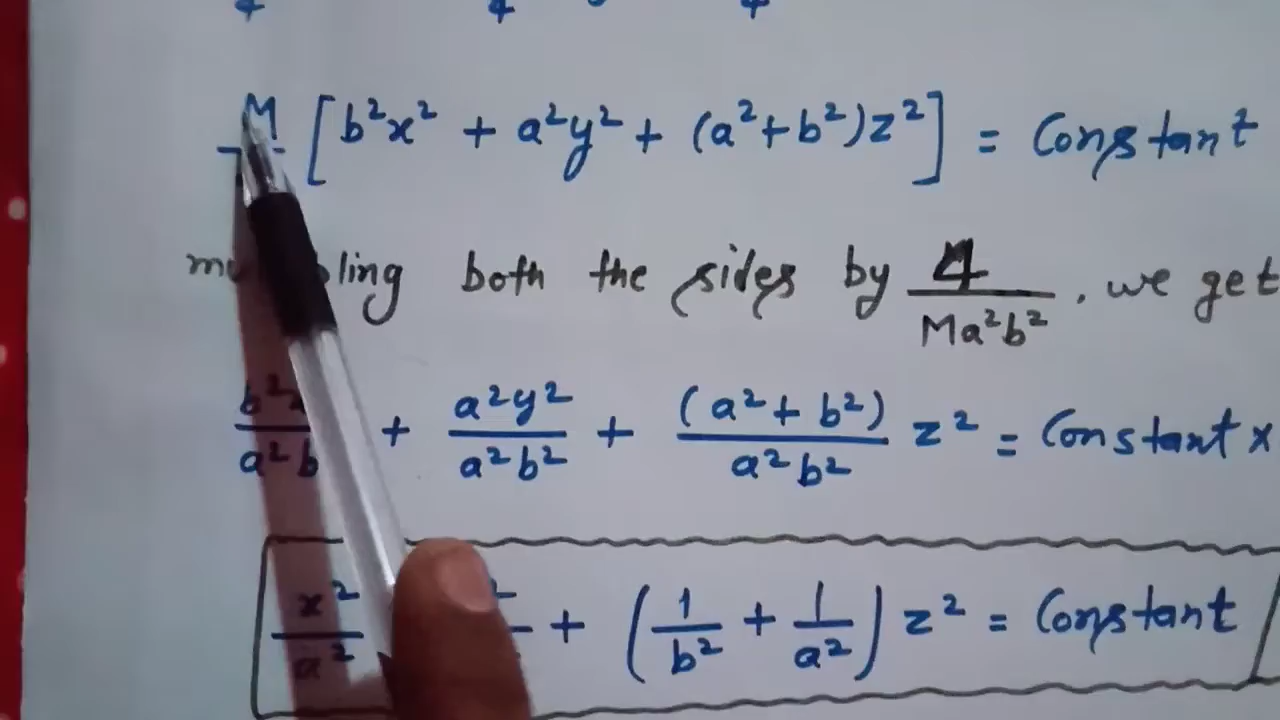 M [b²x² + a²y² + (a²+b²)z²] = Constant
both the sides by 4/Ma²b², we get
+ a²y²/a²b² + (a²+b²)/a²b² z² = Constant x
x²/a² + (1/b² + 1/a²) z² = Constant